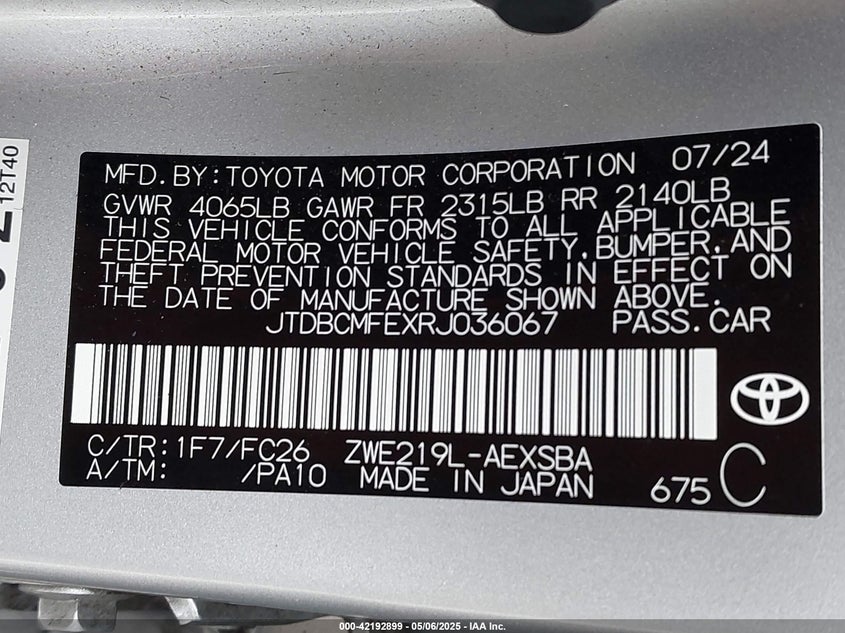 MFD.BY:TOYOTA MOTOR CORPORATION 07/24
GVWR 4065LB GAWR FR 2315LB RR 2140LB
THIS VEHICLE CONFORMS TO ALL APPLICABLE
FEDERAL MOTOR VEHICLE SAFETY,BUMPER,AND
THEFT PREVENTION STANDARDS IN EFFECT ON
THE DATE OF MANUFACTURE SHOWN ABOVE.
JTDBCMFEXRJ036067 PASS.CAR
C/TR:1F7/FC26 ZWE219L-AEXSBA
A/TM: /PA10 MADE IN JAPAN 675 C
12T40
000-42192899 | 05/06/2025 – IAA Inc.